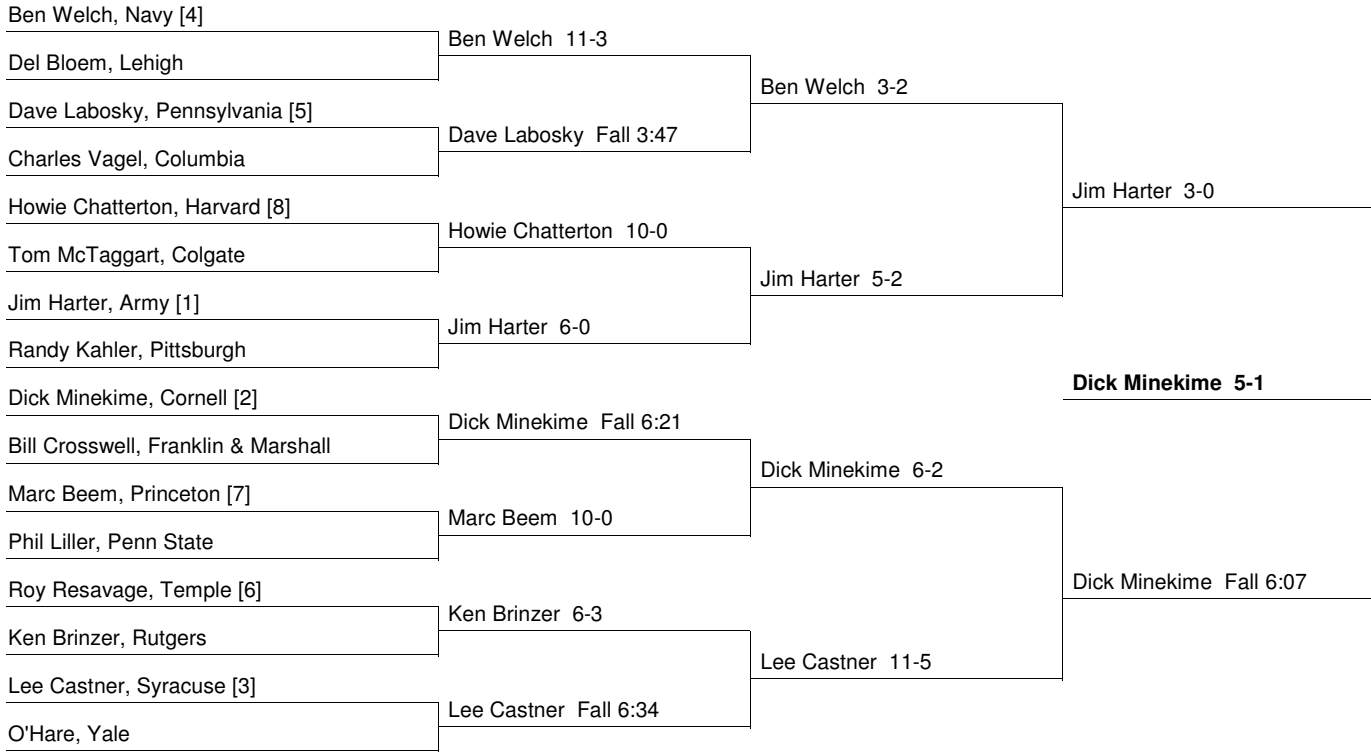 Ben Welch, Navy [4]
Ben Welch 11-3
Del Bloem, Lehigh
Ben Welch 3-2
Dave Labosky, Pennsylvania [5]
Dave Labosky Fall 3:47
Charles Vagel, Columbia
Jim Harter 3-0
Howie Chatterton, Harvard [8]
Howie Chatterton 10-0
Tom McTaggart, Colgate
Jim Harter 5-2
Jim Harter, Army [1]
Jim Harter 6-0
Randy Kahler, Pittsburgh
Dick Minekime 5-1
Dick Minekime, Cornell [2]
Dick Minekime Fall 6:21
Bill Crosswell, Franklin & Marshall
Dick Minekime 6-2
Marc Beem, Princeton [7]
Marc Beem 10-0
Phil Liller, Penn State
Dick Minekime Fall 6:07
Roy Resavage, Temple [6]
Ken Brinzer 6-3
Ken Brinzer, Rutgers
Lee Castner 11-5
Lee Castner, Syracuse [3]
Lee Castner Fall 6:34
O'Hare, Yale